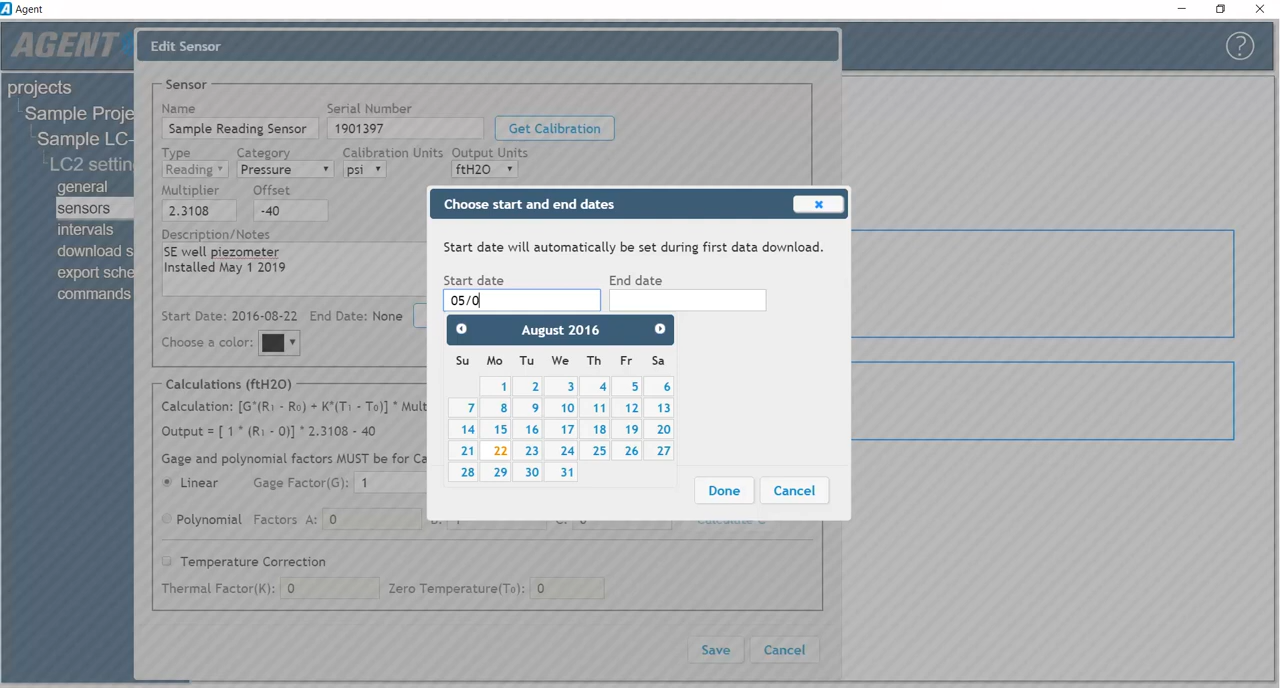 Agent
AGENT
?
projects
Sample Proje
Sample LC-
LC2 settin
general
sensors
intervals
download s
export sche
commands
Edit Sensor
Sensor
Name Serial Number
Sample Reading Sensor 1901397 Get Calibration
Type Category Calibration Units Output Units
Reading Pressure psi ftH2O
Multiplier Offset
2.3108 -40
Description/Notes
SE well piezometer
Installed May 1 2019
Start Date: 2016-08-22 End Date: None
Choose a color:
Calculations (ftH2O)
Calculation: [G*(R1 - R0) + K*(T1 - T0)] * Mult
Output = [ 1 * (R1 - 0)] * 2.3108 - 40
Gage and polynomial factors MUST be for Ca
Linear Gage Factor(G): 1
Polynomial Factors A: 0
Temperature Correction
Thermal Factor(K): 0 Zero Temperature(T0): 0
Save Cancel
Choose start and end dates
Start date will automatically be set during first data download.
Start date End date
05/0
August 2016
Su Mo Tu We Th Fr Sa
1 2 3 4 5 6
7 8 9 10 11 12 13
14 15 16 17 18 19 20
21 22 23 24 25 26 27
28 29 30 31
Done Cancel